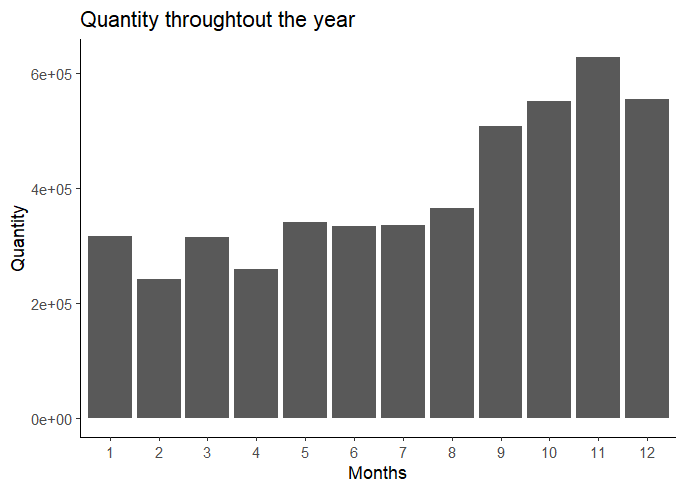 Quantity throughtout the year
6e+05
4e+05
2e+05
0e+00
Quantity
1 2 3 4 5 6 7 8 9 10 11 12
Months